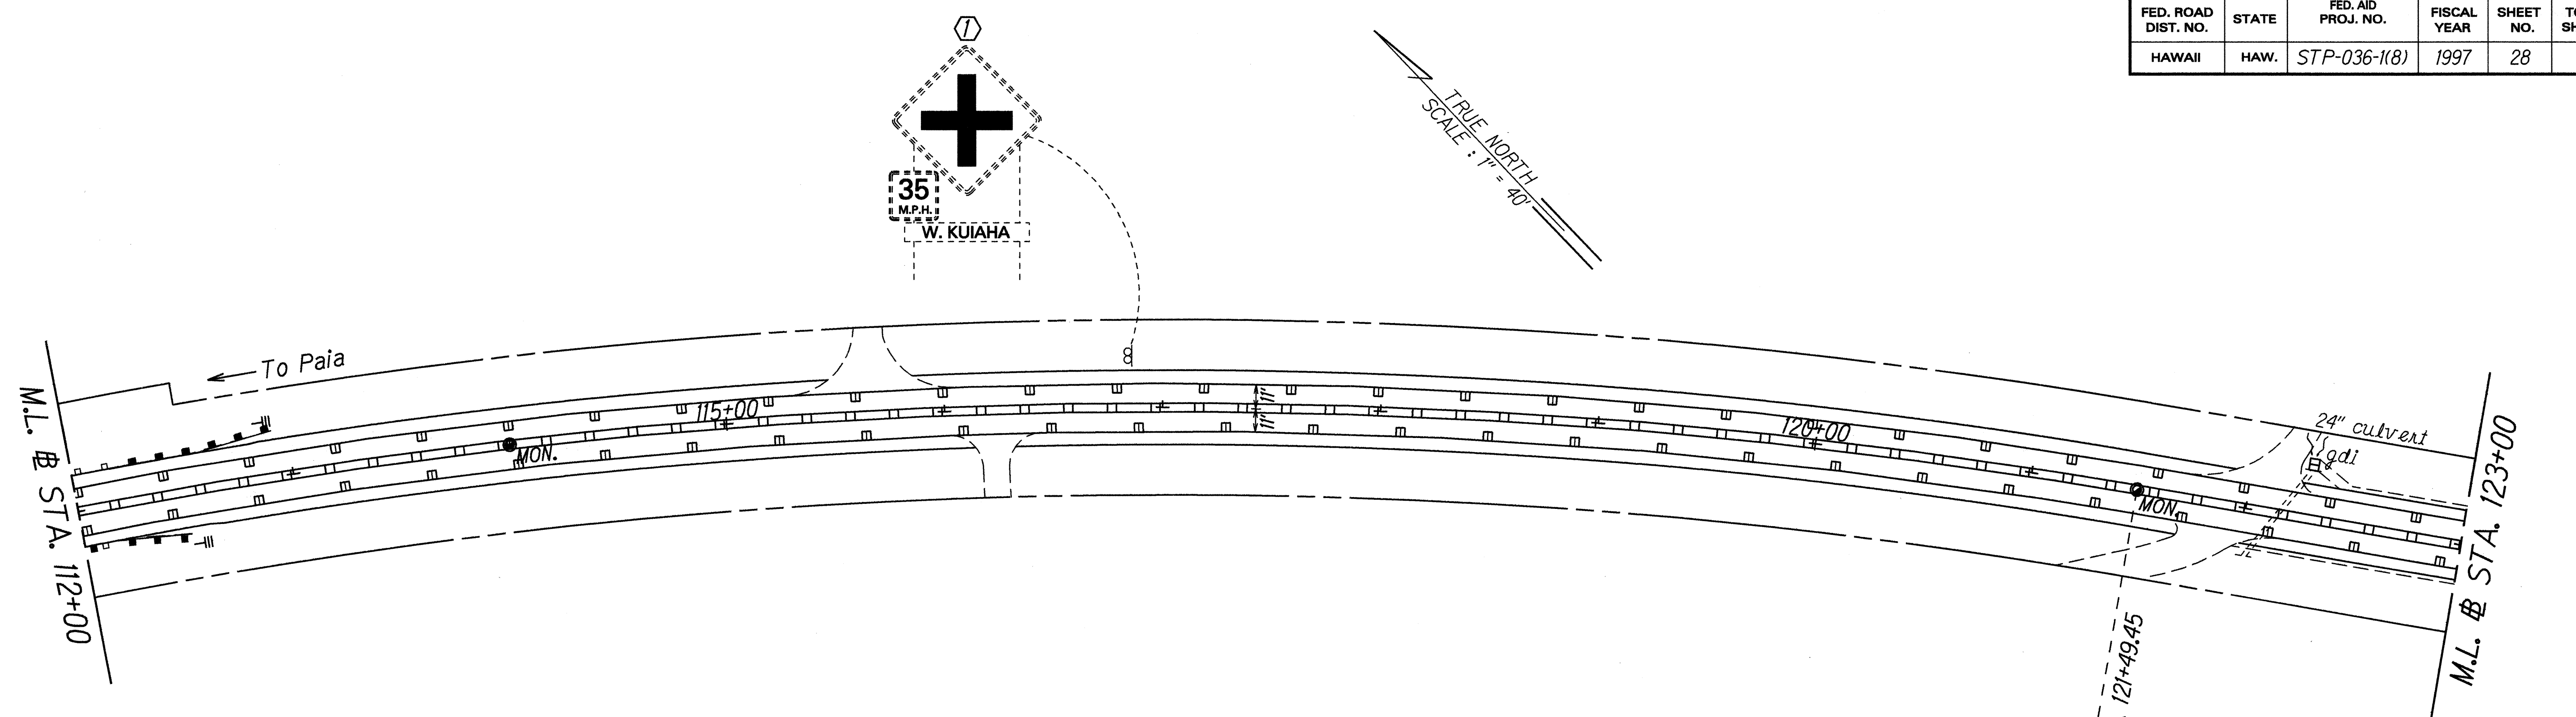 FED. ROAD DIST. NO. STATE FED. AID PROJ. NO. FISCAL YEAR SHEET NO.
HAWAII HAW. STP-036-1(8) 1997 28
1
35
M.P.H.
W. KUIAHA
TRUE NORTH
SCALE : 1" = 40'
To Paia
M.L. ℄ STA. 112+00
115+00
MON.
11'
11'
120+00
MON.
24" culvert
gdi
121+49.45
M.L. ℄ STA. 123+00